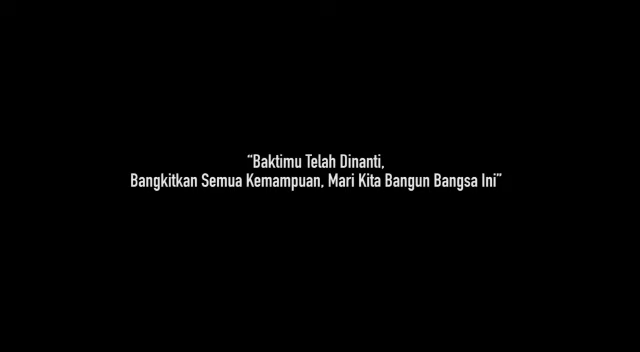 “Baktimu Telah Dinanti,
Bangkitkan Semua Kemampuan, Mari Kita Bangun Bangsa Ini”